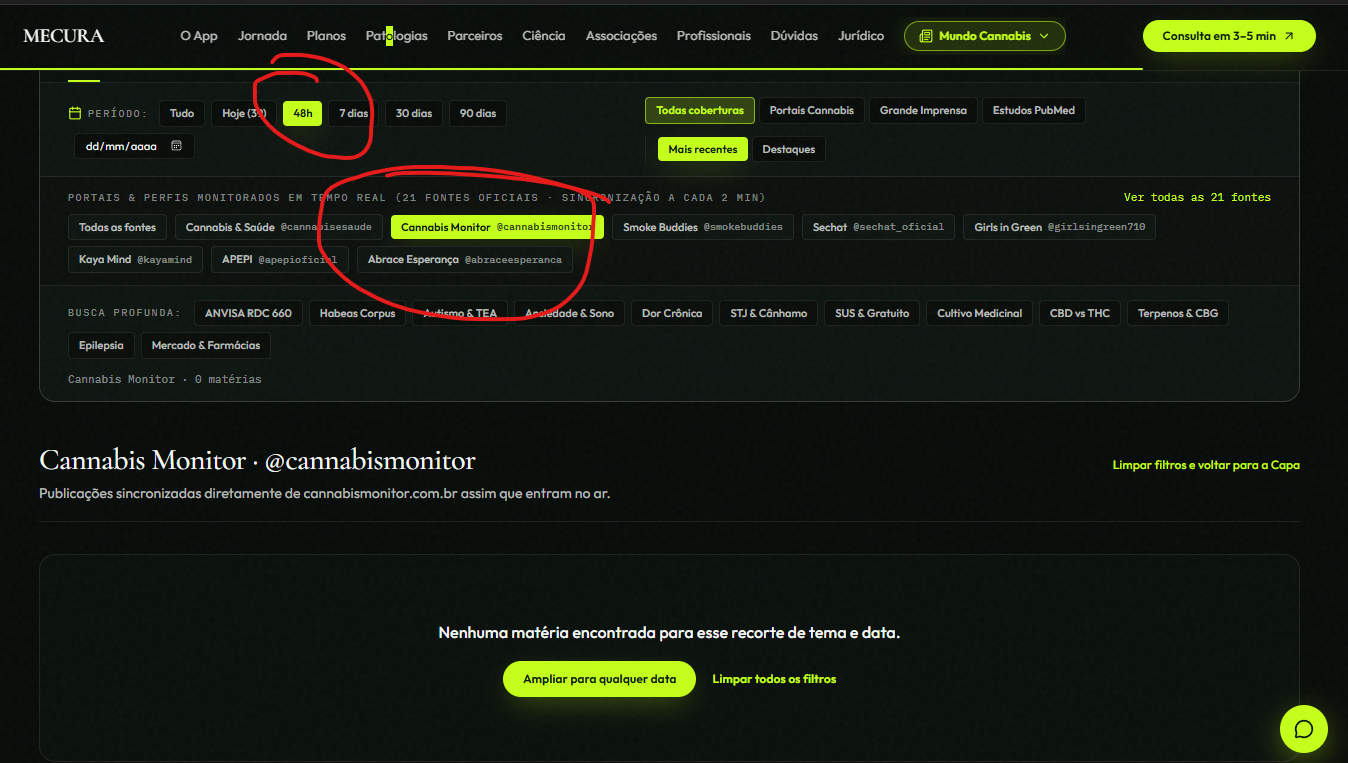 MECURA O App Jornada Planos Patologias Parceiros Ciência Associações Profissionais Dúvidas Jurídico Mundo Cannabis Consulta em 3–5 min
PERÍODO: Tudo Hoje (39) 48h 7 dias 30 dias 90 dias
dd/mm/aaaa
Todas coberturas Portais Cannabis Grande Imprensa Estudos PubMed
Mais recentes Destaques
PORTAIS & PERFIS MONITORADOS EM TEMPO REAL (21 FONTES OFICIAIS · SINCRONIZAÇÃO A CADA 2 MIN) Ver todas as 21 fontes
Todas as fontes Cannabis & Saúde @cannabisesaude Cannabis Monitor @cannabismonitor Smoke Buddies @smokebuddies Sechat @sechat_oficial Girls in Green @girlsingreen710
Kaya Mind @kayamind APEPI @apepioficial Abrace Esperança @abraceesperanca
BUSCA PROFUNDA: ANVISA RDC 660 Habeas Corpus Autismo & TEA Ansiedade & Sono Dor Crônica STJ & Cânhamo SUS & Gratuito Cultivo Medicinal CBD vs THC Terpenos & CBG
Epilepsia Mercado & Farmácias
Cannabis Monitor · 0 matérias
Cannabis Monitor · @cannabismonitor
Limpar filtros e voltar para a Capa
Publicações sincronizadas diretamente de cannabismonitor.com.br assim que entram no ar.
Nenhuma matéria encontrada para esse recorte de tema e data.
Ampliar para qualquer data Limpar todos os filtros